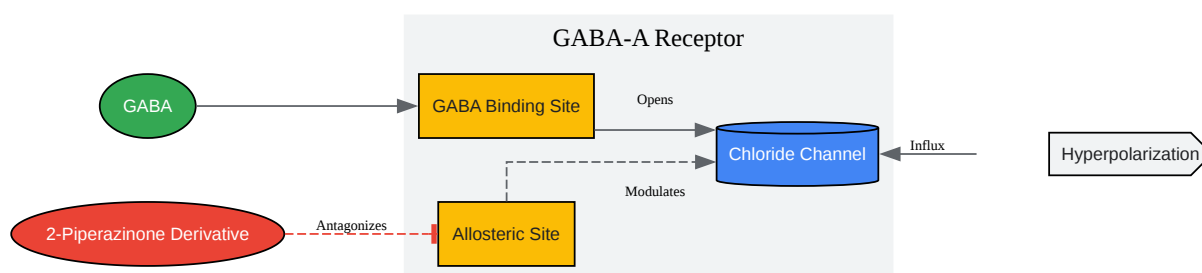 GABA-A Receptor
GABA
GABA Binding Site
Opens
Chloride Channel
Influx
Hyperpolarization
Modulates
2-Piperazinone Derivative
Antagonizes
Allosteric Site